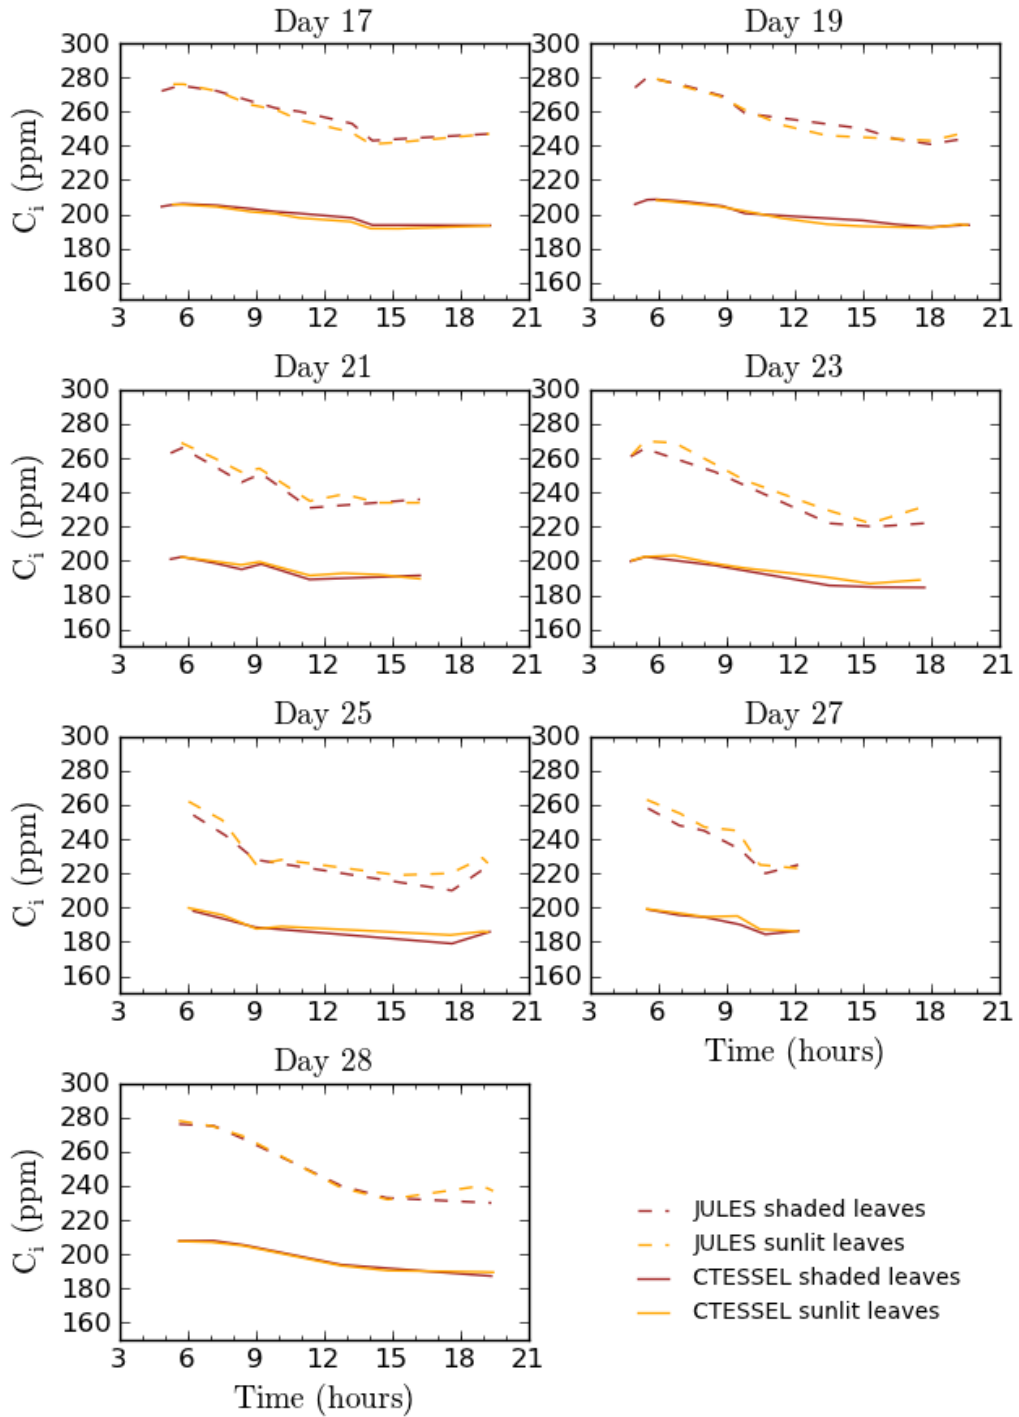 Day 17
Day 19
300
280
260
240
220
200
180
160
C_i (ppm)
3 6 9 12 15 18 21
300
280
260
240
220
200
180
160
3 6 9 12 15 18 21
Day 21
Day 23
300
280
260
240
220
200
180
160
C_i (ppm)
3 6 9 12 15 18 21
300
280
260
240
220
200
180
160
3 6 9 12 15 18 21
Day 25
Day 27
300
280
260
240
220
200
180
160
C_i (ppm)
3 6 9 12 15 18 21
300
280
260
240
220
200
180
160
3 6 9 12 15 18 21
Time (hours)
Day 28
300
280
260
240
220
200
180
160
C_i (ppm)
3 6 9 12 15 18 21
Time (hours)
JULES shaded leaves
JULES sunlit leaves
CTESSEL shaded leaves
CTESSEL sunlit leaves